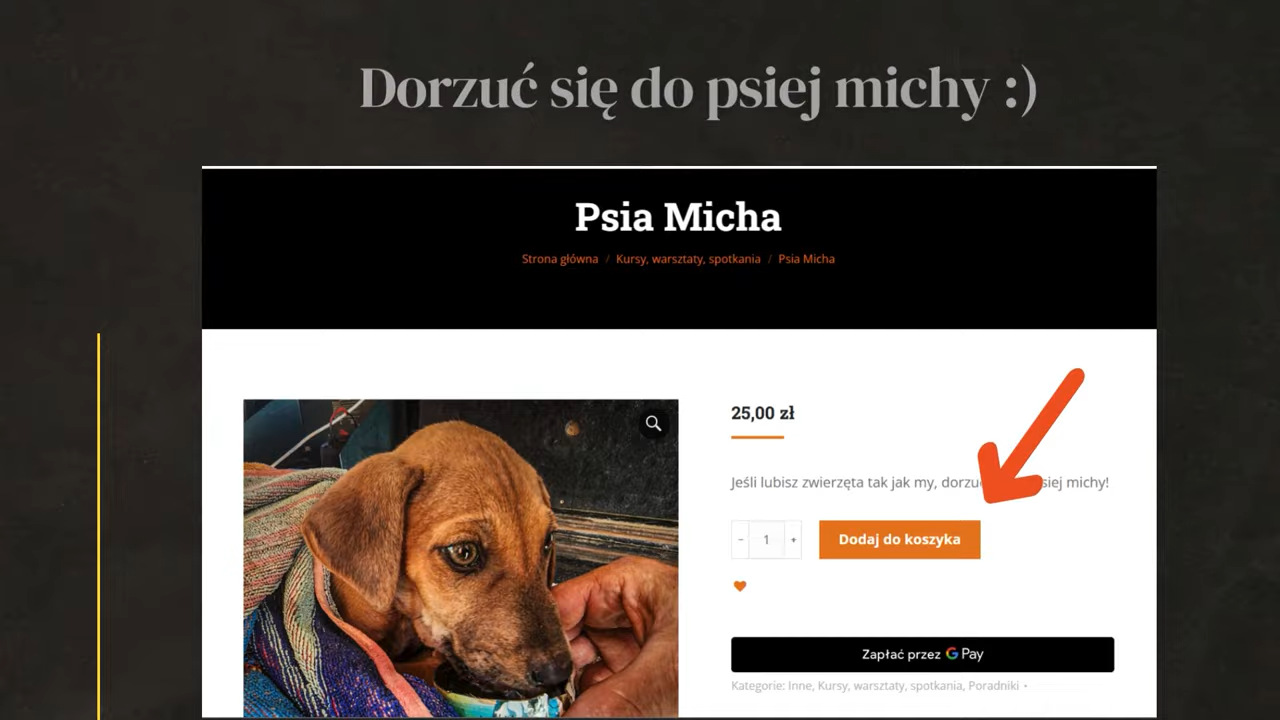 Dorzuć się do psiej michy :)
Psia Micha
Strona główna / Kursy, warsztaty, spotkania / Psia Micha
25,00 zł
Jeśli lubisz zwierzęta tak jak my, siej michy!
- 1 +
Dodaj do koszyka
Zapłać przez G Pay
Kategorie: Inne, Kursy, warsztaty, spotkania, Poradniki •